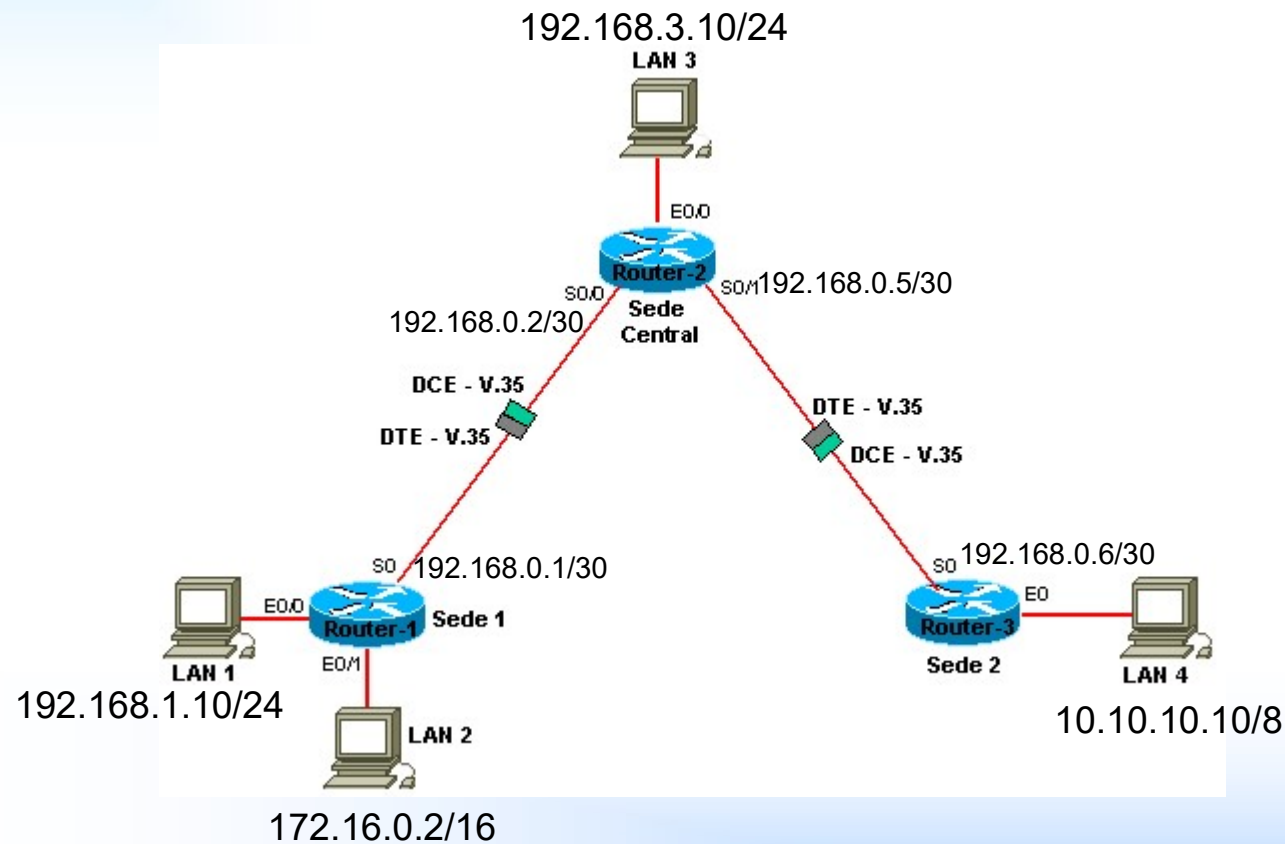 192.168.3.10/24
LAN 3
E0/0
Router-2
S0/0
S0/1
192.168.0.5/30
Sede
Central
192.168.0.2/30
DCE - V.35
DTE - V.35
DTE - V.35
DCE - V.35
S0
192.168.0.1/30
S0
192.168.0.6/30
E0/0
Router-1
Sede 1
E0
Router-3
Sede 2
LAN 1
E0/1
LAN 4
192.168.1.10/24
10.10.10.10/8
LAN 2
172.16.0.2/16